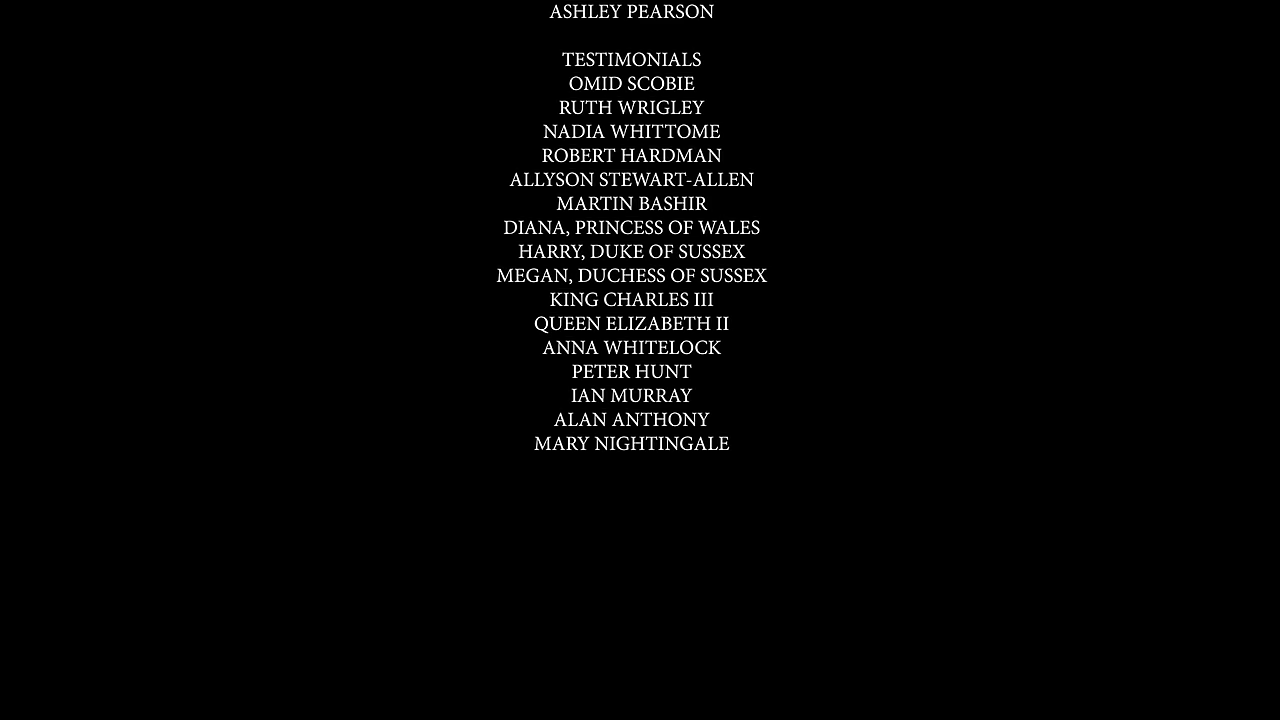 ASHLEY PEARSON
TESTIMONIALS
OMID SCOBIE
RUTH WRIGLEY
NADIA WHITTOME
ROBERT HARDMAN
ALLYSON STEWART-ALLEN
MARTIN BASHIR
DIANA, PRINCESS OF WALES
HARRY, DUKE OF SUSSEX
MEGAN, DUCHESS OF SUSSEX
KING CHARLES III
QUEEN ELIZABETH II
ANNA WHITELOCK
PETER HUNT
IAN MURRAY
ALAN ANTHONY
MARY NIGHTINGALE